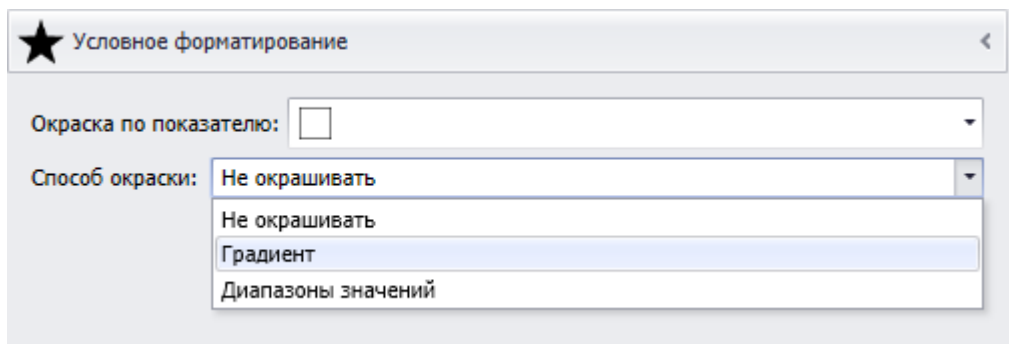 Условное форматирование
Окраска по показателю:
Способ окраски: Не окрашивать
Не окрашивать
Градиент
Диапазоны значений